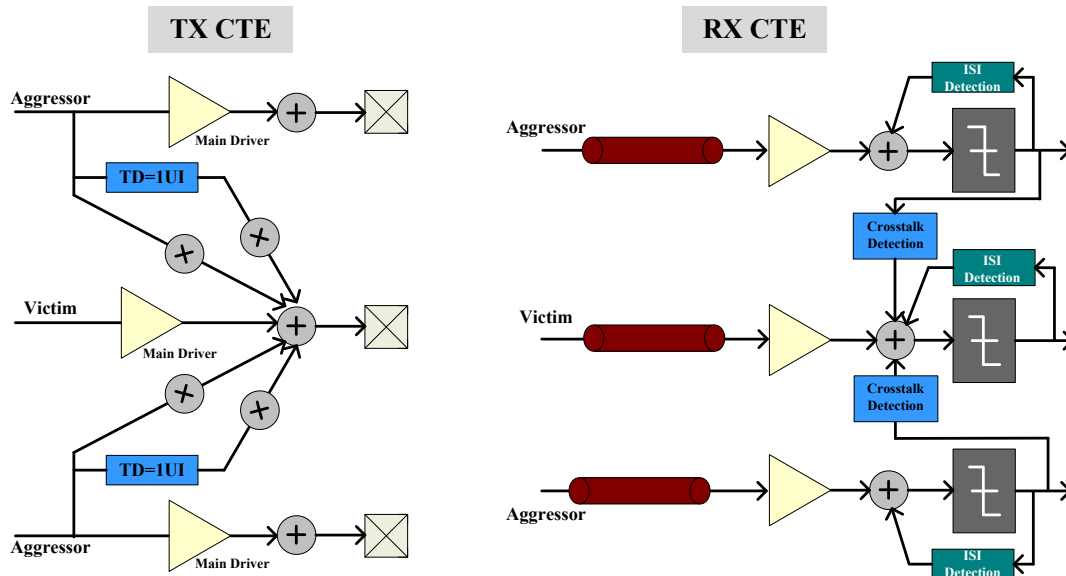 TX CTE
Aggressor
Main Driver
TD=1UI
Victim
Main Driver
TD=1UI
Aggressor
Main Driver
RX CTE
ISI
Detection
Aggressor
Crosstalk
Detection
ISI
Detection
Victim
Crosstalk
Detection
Aggressor
ISI
Detection